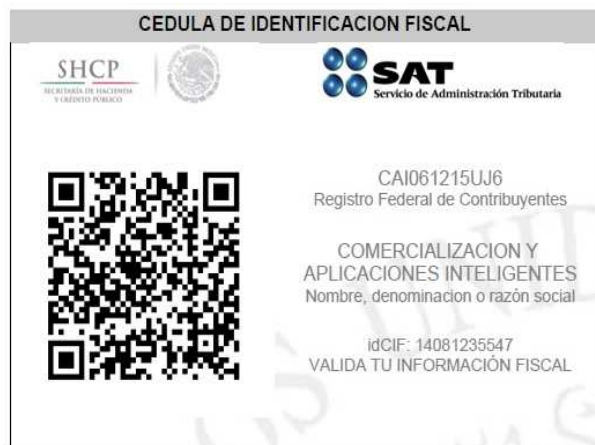 CEDULA DE IDENTIFICACION FISCAL
SHCP
SECRETARÍA DE HACIENDA
Y CRÉDITO PÚBLICO
SAT
Servicio de Administración Tributaria
CAI061215UJ6
Registro Federal de Contribuyentes
COMERCIALIZACION Y
APLICACIONES INTELIGENTES
Nombre, denominacion o razón social
idCIF: 14081235547
VALIDA TU INFORMACIÓN FISCAL